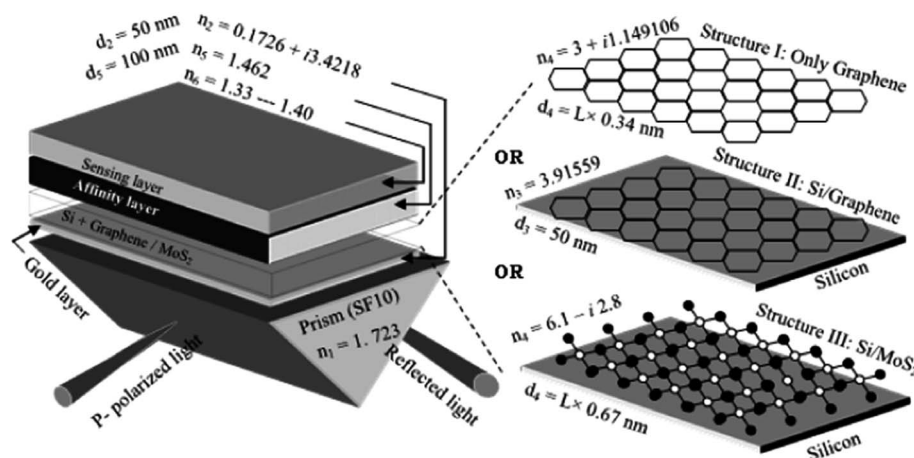 d₂ = 50 nm
n₂ = 0.1726 + i3.4218
d₅ = 100 nm
n₅ = 1.462
n₆ = 1.33 --- 1.40
Sensing layer
Affinity layer
Si + Graphene / MoS₂
Gold layer
Prism (SF10)
n₁ = 1.723
P- polarized light
Reflected light
Structure I: Only Graphene
n₄ = 3 + i1.149106
d₄ = L× 0.34 nm
OR
Structure II: Si/Graphene
n₃ = 3.91559
d₃ = 50 nm
Silicon
OR
Structure III: Si/MoS₂
n₄ = 6.1 – i 2.8
d₄ = L× 0.67 nm
Silicon